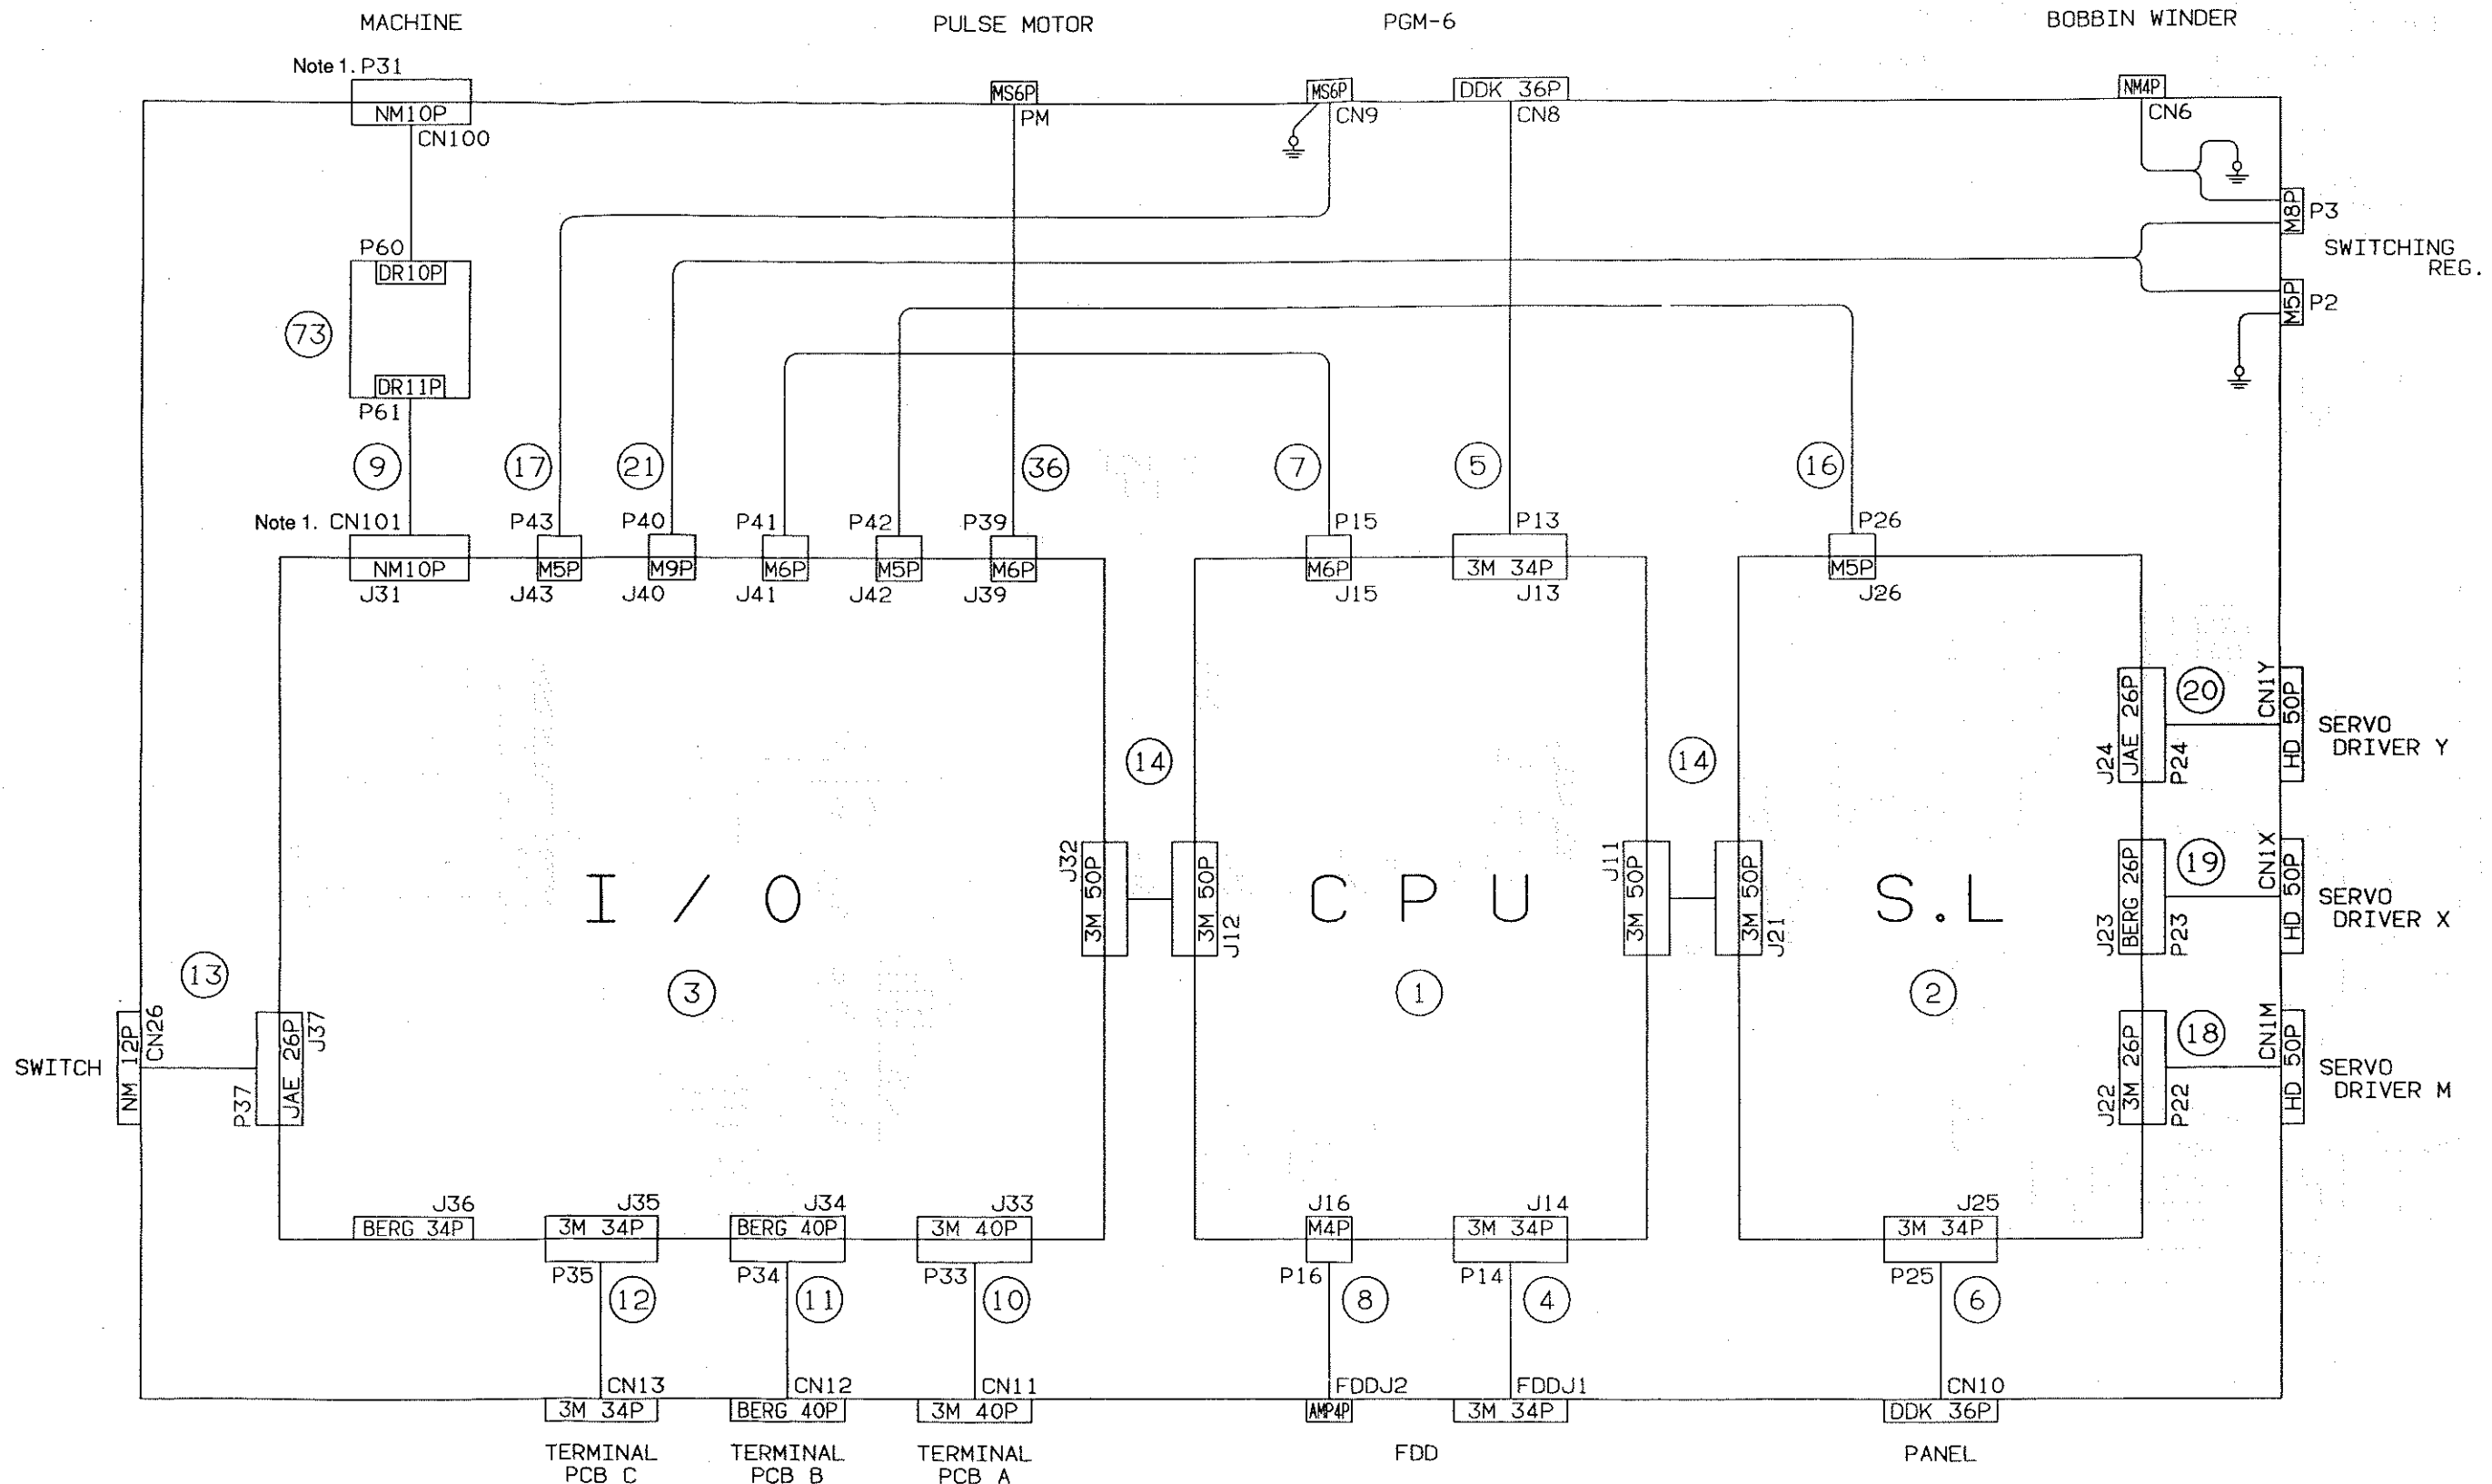 MACHINE
PULSE MOTOR
PGM-6
BOBBIN WINDER
Note 1. P31
NM10P
CN100
MS6P
PM
MS6P
CN9
DDK 36P
CN8
NM4P
CN6
M8P
P3
SWITCHING
REG.
M5P
P2
P60
DR10P
73
DR11P
P61
9
17
21
36
7
5
16
Note 1. CN101
P43
P40
P41
P42
P39
P15
P13
P26
NM10P
M5P
M9P
M6P
M5P
M6P
M6P
3M 34P
M5P
J31
J43
J40
J41
J42
J39
J15
J13
J26
J24
JAE 26P
P24
20
CN1Y
HD 50P
SERVO
DRIVER Y
14
14
J32
3M 50P
3M 50P
J12
J11
3M 50P
3M 50P
J21
J23
BERG 26P
P23
19
CN1X
HD 50P
SERVO
DRIVER X
I / O
C P U
S.L
3
1
2
13
SWITCH
NM 12P
CN26
P37
JAE 26P
J37
J22
3M 26P
P22
18
CN1M
HD 50P
SERVO
DRIVER M
J36
J35
J34
J33
J16
J14
J25
BERG 34P
3M 34P
BERG 40P
3M 40P
M4P
3M 34P
3M 34P
P35
P34
P33
P16
P14
P25
12
11
10
8
4
6
CN13
CN12
CN11
FDDJ2
FDDJ1
CN10
3M 34P
BERG 40P
3M 40P
AMP4P
3M 34P
DDK 36P
TERMINAL
PCB C
TERMINAL
PCB B
TERMINAL
PCB A
FDD
PANEL